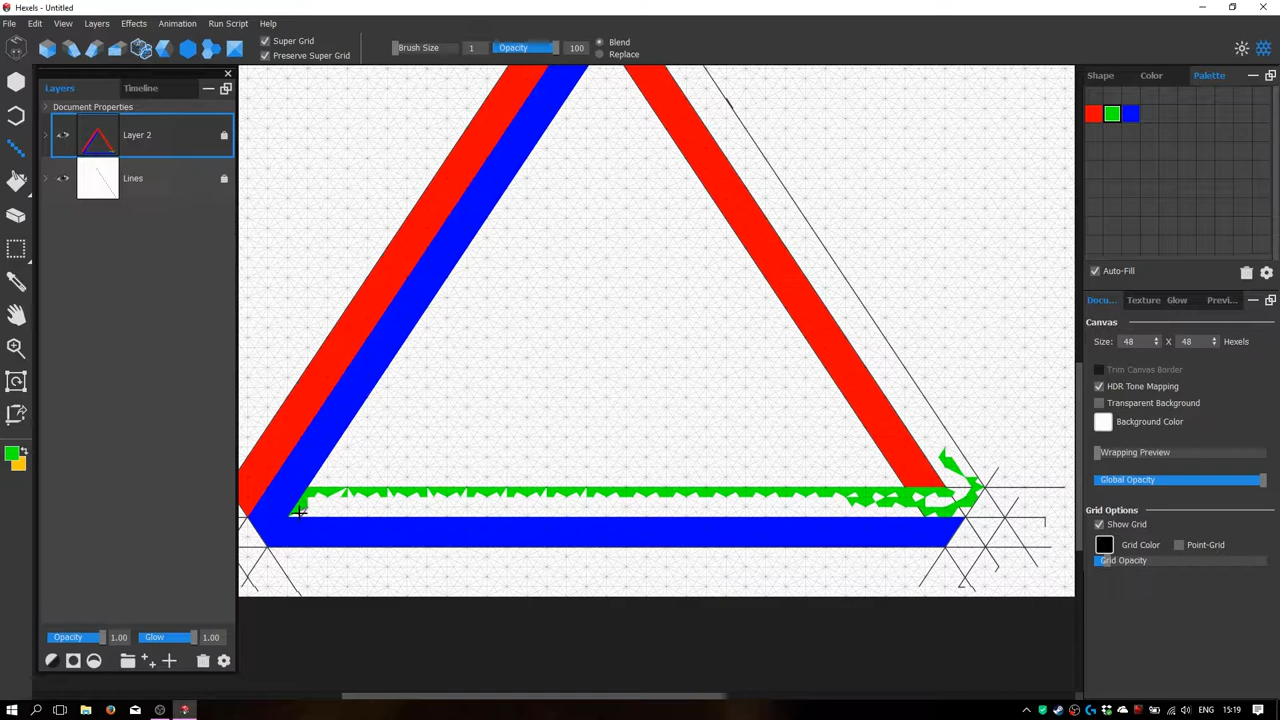 Hexels - Untitled
File Edit View Layers Effects Animation Run Script Help
Super Grid
Preserve Super Grid
Brush Size 1
Opacity 100
Blend
Replace
Layers Timeline
Document Properties
Layer 2
Lines
Opacity 1.00 Glow 1.00
Shape Color Palette
Auto-Fill
Docu... Texture Glow Previ...
Canvas
Size: 48 X 48 Hexels
Trim Canvas Border
HDR Tone Mapping
Transparent Background
Background Color
Wrapping Preview
Global Opacity
Grid Options
Show Grid
Grid Color Point-Grid
Grid Opacity
ENG 15:19